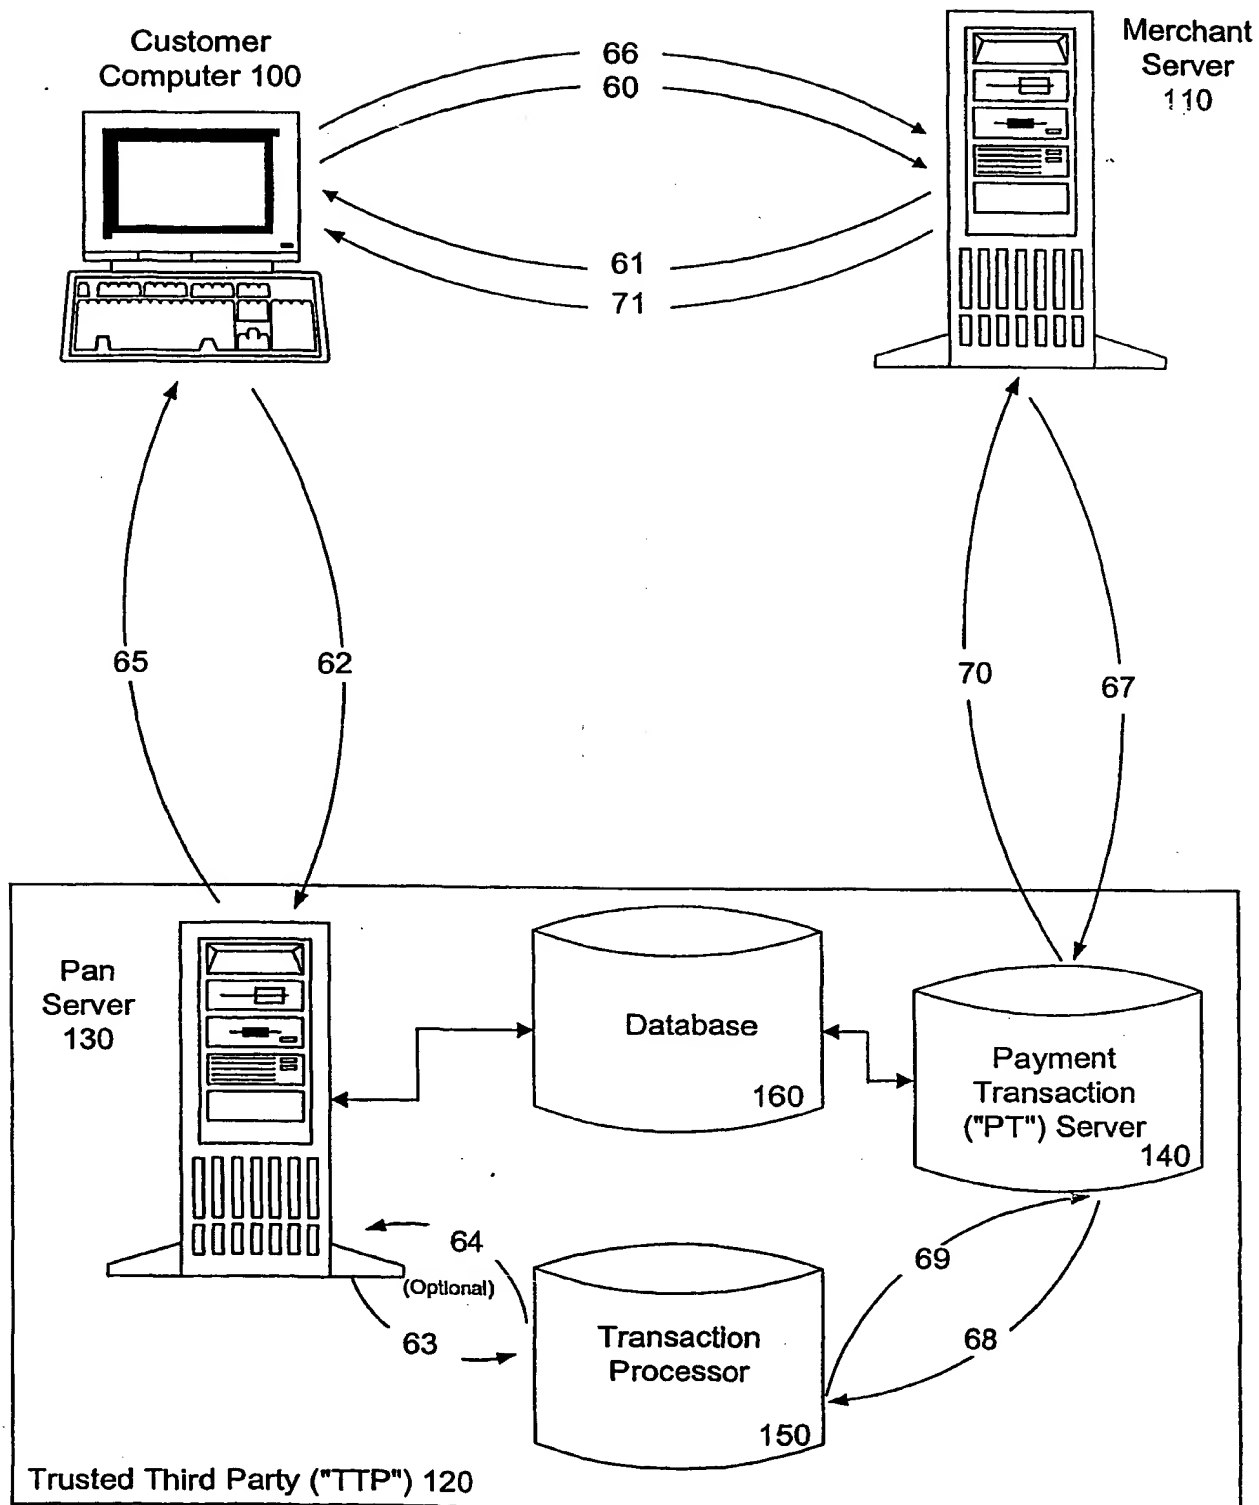 Customer
Computer 100
66
60
Merchant
Server
110
61
71
65
62
70
67
Pan
Server
130
Database
160
Payment
Transaction
("PT") Server
140
64
(Optional)
63
Transaction
Processor
150
69
68
Trusted Third Party ("TTP") 120